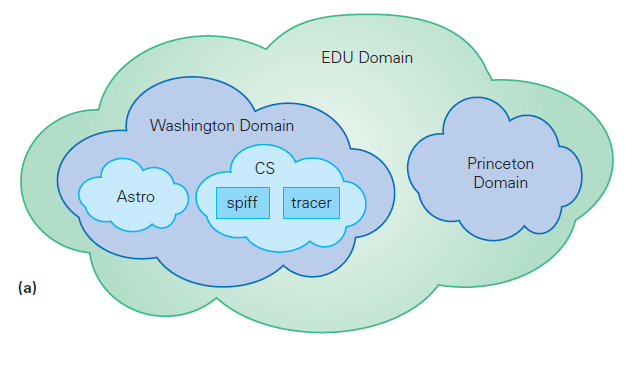 EDU Domain
Washington Domain
CS
Astro
spiff
tracer
Princeton
Domain
(a)